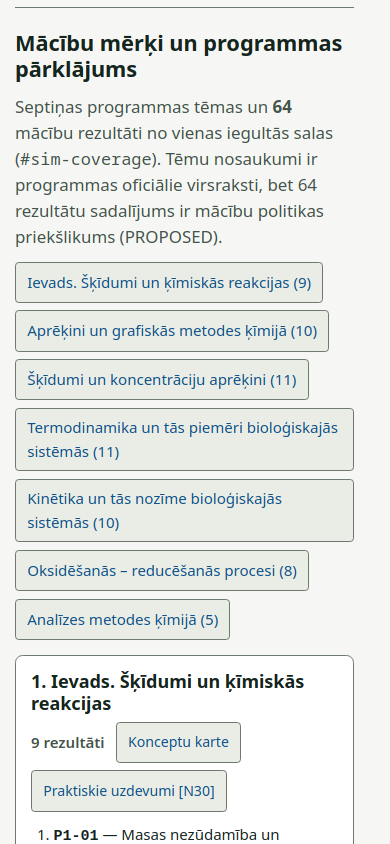 Mācību mērķi un programmas
pārklājums
Septiņas programmas tēmas un 64
mācību rezultāti no vienas iegultās salas
(#sim-coverage). Tēmu nosaukumi ir
programmas oficiālie virsraksti, bet 64
rezultātu sadalījums ir mācību politikas
priekšlikums (PROPOSED).
Ievads. Šķīdumi un ķīmiskās reakcijas (9)
Aprēķini un grafiskās metodes ķīmijā (10)
Šķīdumi un koncentrāciju aprēķini (11)
Termodinamika un tās piemēri bioloģiskajās
sistēmās (11)
Kinētika un tās nozīme bioloģiskajās
sistēmās (10)
Oksidēšanās – reducēšanās procesi (8)
Analīzes metodes ķīmijā (5)
1. Ievads. Šķīdumi un ķīmiskās
reakcijas
9 rezultāti Konceptu karte
Praktiskie uzdevumi [N30]
1. P1-01 — Masas nezūdamība un